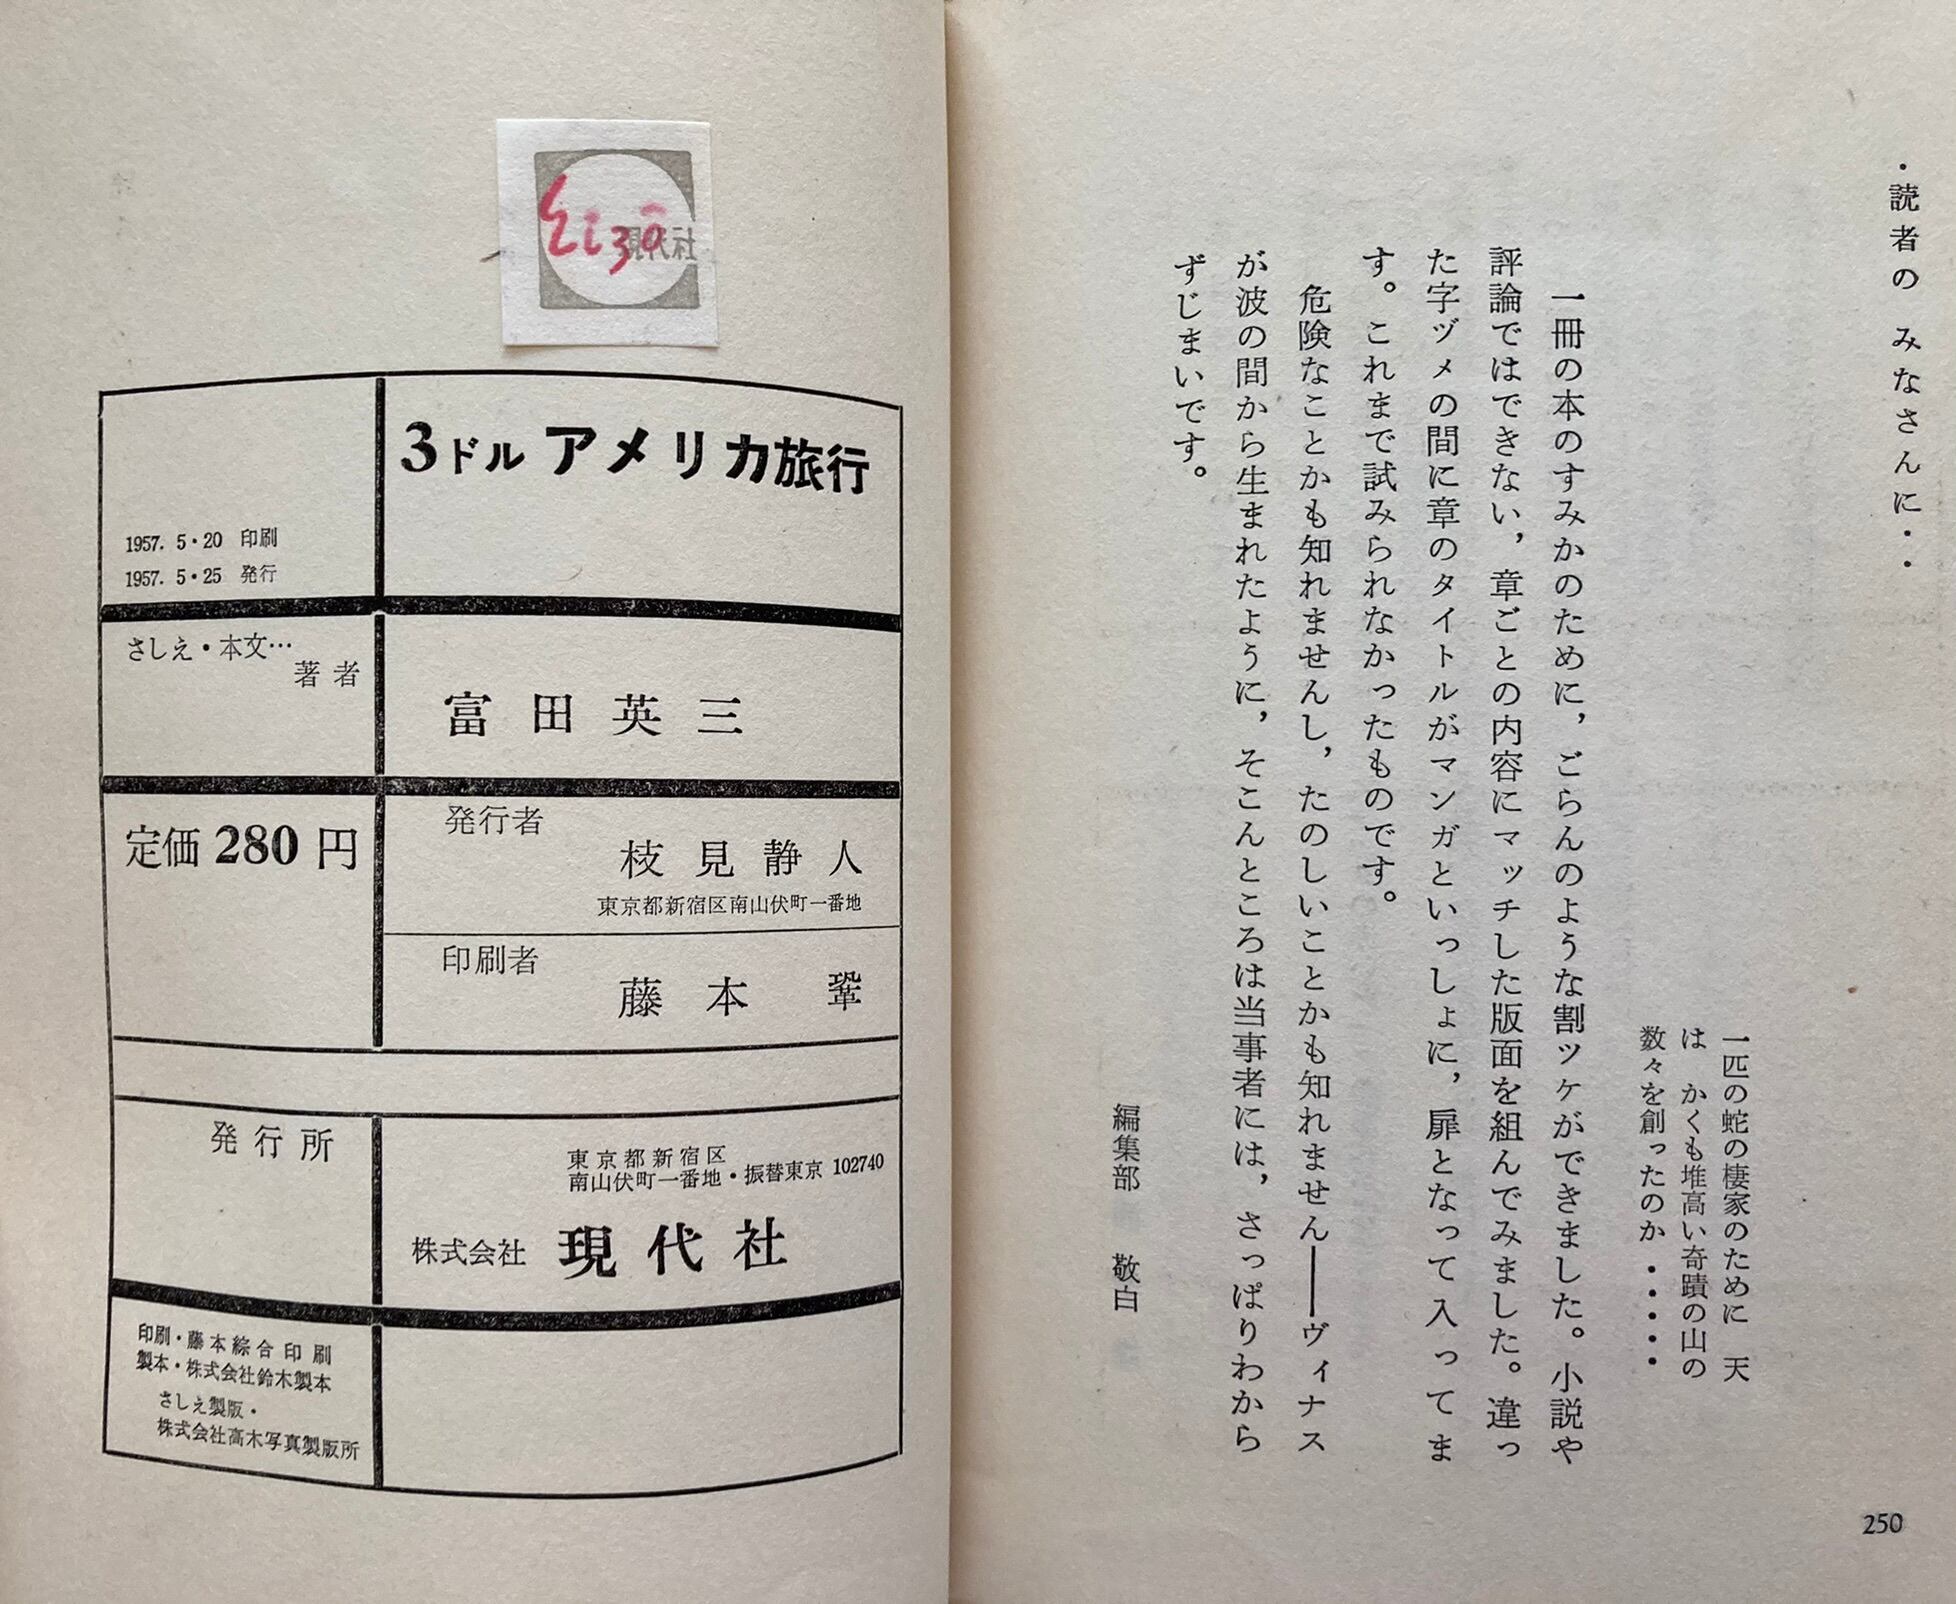 ・読者の みなさんに・・
一匹の蛇の棲家のために 天
は かくも堆高い奇蹟の山の
数々を創ったのか・・・・・
一冊の本のすみかのために，ごらんのような割ツケができました。小説や
評論ではできない，章ごとの内容にマッチした版面を組んでみました。違っ
た字ヅメの間に章のタイトルがマンガといっしょに，扉となって入ってま
す。これまで試みられなかったものです。
危険なことかも知れませんし，たのしいことかも知れません──ヴィナス
が波の間から生まれたように，そこんところは当事者には，さっぱりわから
ずじまいです。
編集部 敬白
250
Eizō
現代社
3ドル アメリカ旅行
1957. 5・20 印刷
1957. 5・25 発行
さしえ・本文…
著者
富田英三
定価 280 円
発行者
枝見静人
東京都新宿区南山伏町一番地
印刷者
藤本 鞏
発行所
東京都新宿区
南山伏町一番地・振替東京 102740
株式会社 現代社
印刷・藤本綜合印刷
製本・株式会社鈴木製本
さしえ製版・
株式会社高木写真製版所